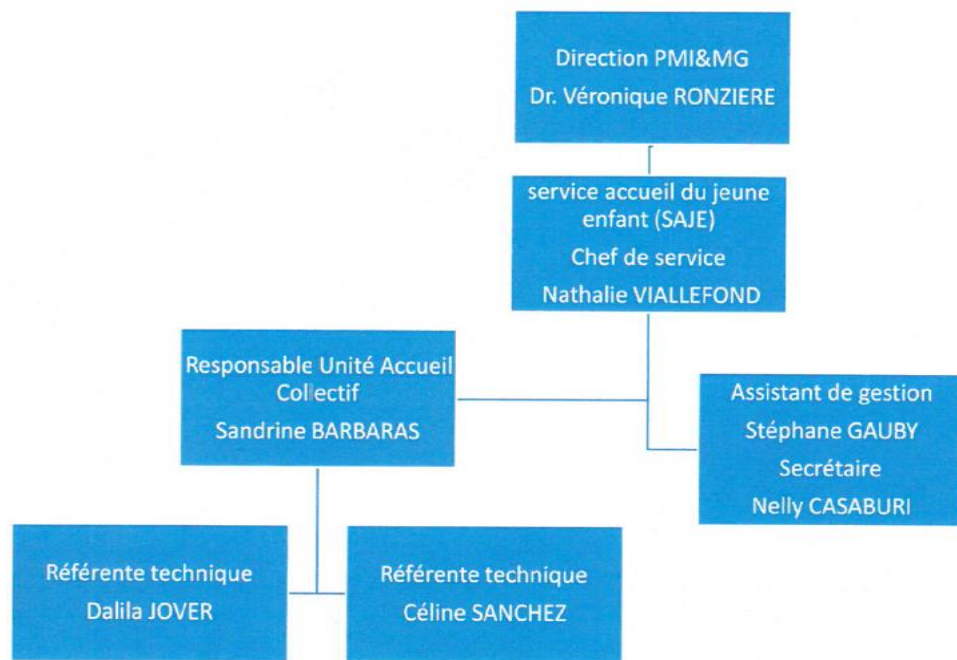 Direction PMI&MG
Dr. Véronique RONZIERE
service accueil du jeune
enfant (SAJE)
Chef de service
Nathalie VIALLEFOND
Responsable Unité Accueil
Collectif
Sandrine BARBARAS
Assistant de gestion
Stéphane GAUBY
Secrétaire
Nelly CASABURI
Référente technique
Dalila JOVER
Référente technique
Céline SANCHEZ